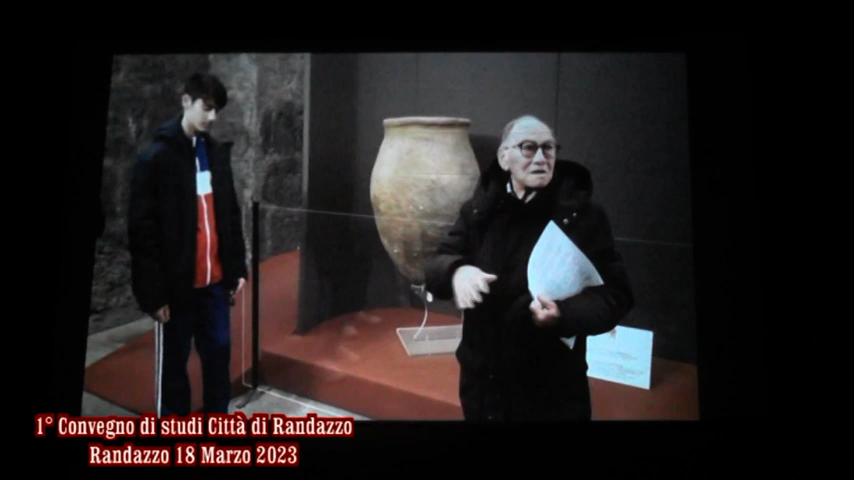 1° Convegno di studi Città di Randazzo
Randazzo 18 Marzo 2023